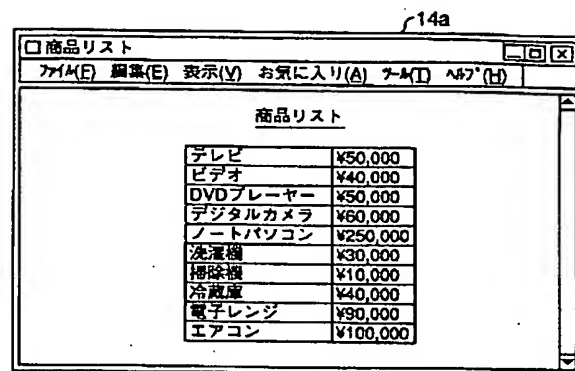 14a
商品リスト
ファイル(F) 編集(E) 表示(V) お気に入り(A) ツール(T) ヘルプ(H)
商品リスト
テレビ ¥50,000
ビデオ ¥40,000
DVDプレーヤー ¥50,000
デジタルカメラ ¥60,000
ノートパソコン ¥250,000
洗濯機 ¥30,000
掃除機 ¥10,000
冷蔵庫 ¥40,000
電子レンジ ¥90,000
エアコン ¥100,000